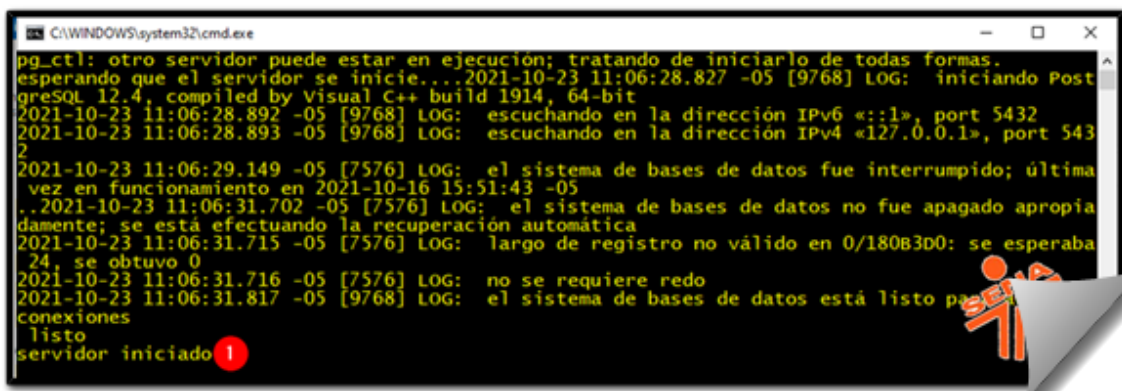 C:\WINDOWS\system32\cmd.exe
pg_ctl: otro servidor puede estar en ejecución; tratando de iniciarlo de todas formas.
esperando que el servidor se inicie....2021-10-23 11:06:28.827 -05 [9768] LOG:  iniciando Post
greSQL 12.4, compiled by Visual C++ build 1914, 64-bit
2021-10-23 11:06:28.892 -05 [9768] LOG:  escuchando en la dirección IPv6 «::1», port 5432
2021-10-23 11:06:28.893 -05 [9768] LOG:  escuchando en la dirección IPv4 «127.0.0.1», port 543
2
2021-10-23 11:06:29.149 -05 [7576] LOG:  el sistema de bases de datos fue interrumpido; última
 vez en funcionamiento en 2021-10-16 15:51:43 -05
..2021-10-23 11:06:31.702 -05 [7576] LOG:  el sistema de bases de datos no fue apagado apropia
damente; se está efectuando la recuperación automática
2021-10-23 11:06:31.715 -05 [7576] LOG:  largo de registro no válido en 0/180B3D0: se esperaba
 24, se obtuvo 0
2021-10-23 11:06:31.716 -05 [7576] LOG:  no se requiere redo
2021-10-23 11:06:31.817 -05 [9768] LOG:  el sistema de bases de datos está listo
conexiones
 listo
servidor iniciado 1